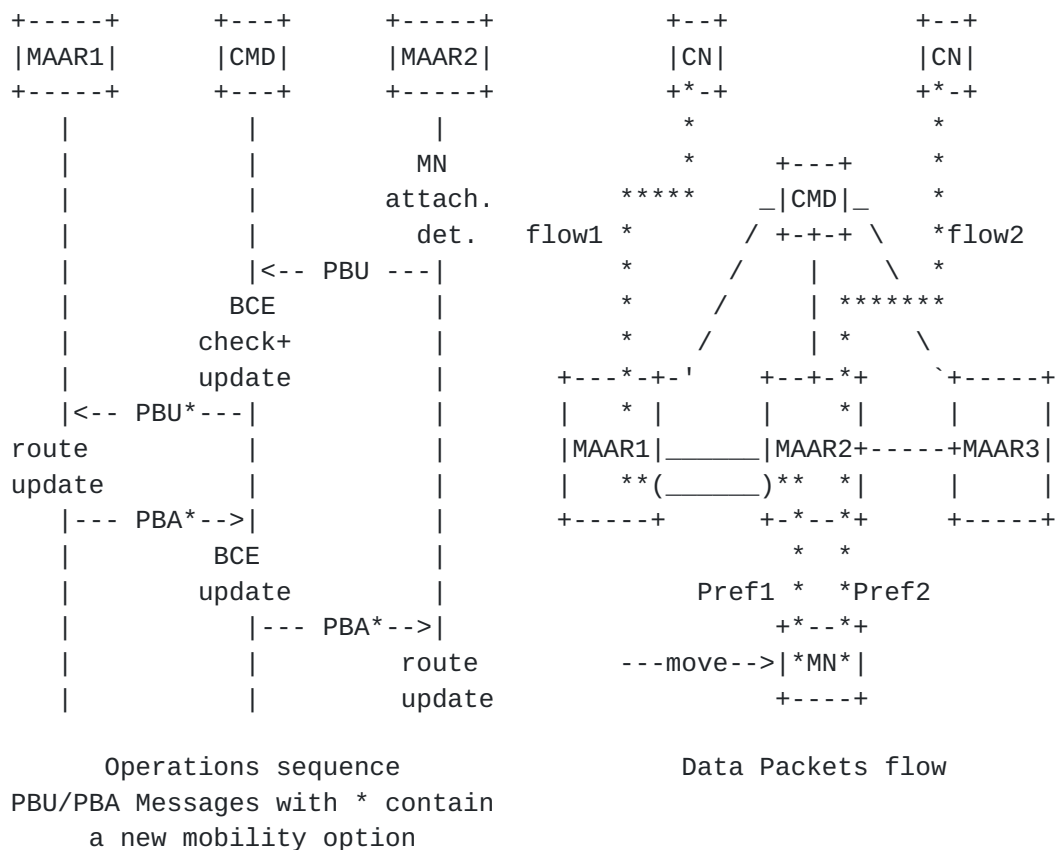 +-----+     +---+     +-----+         +--+            +--+
|MAAR1|     |CMD|     |MAAR2|         |CN|            |CN|
+-----+     +---+     +-----+         +*-+            +*-+
   |          |          |             *               *
   |          |         MN             *     +---+     *
   |          |       attach.      *****    _|CMD|_    *
   |          |         det.  flow1 *      / +-+-+ \   *flow2
   |          |<-- PBU ---|         *     /    |    \  *
   |         BCE         |          *    /     | *******
   |       check+        |          *   /      | *    \
   |       update        |      +---*-+-'   +--+-*+    `+-----+
   |<-- PBU*---|         |      |   * |     |    *|     |     |
route         |          |      |MAAR1|______|MAAR2+-----+MAAR3|
update        |          |      |   **(______)**  *|     |     |
   |--- PBA*-->|         |      +-----+     +-*--*+     +-----+
   |         BCE         |                    *  *
   |       update        |              Pref1 *  *Pref2
   |          |--- PBA*-->|                  +*--*+
   |          |        route       ---move-->|*MN*|
   |          |        update                +----+
Operations sequence                  Data Packets flow
PBU/PBA Messages with * contain
a new mobility option